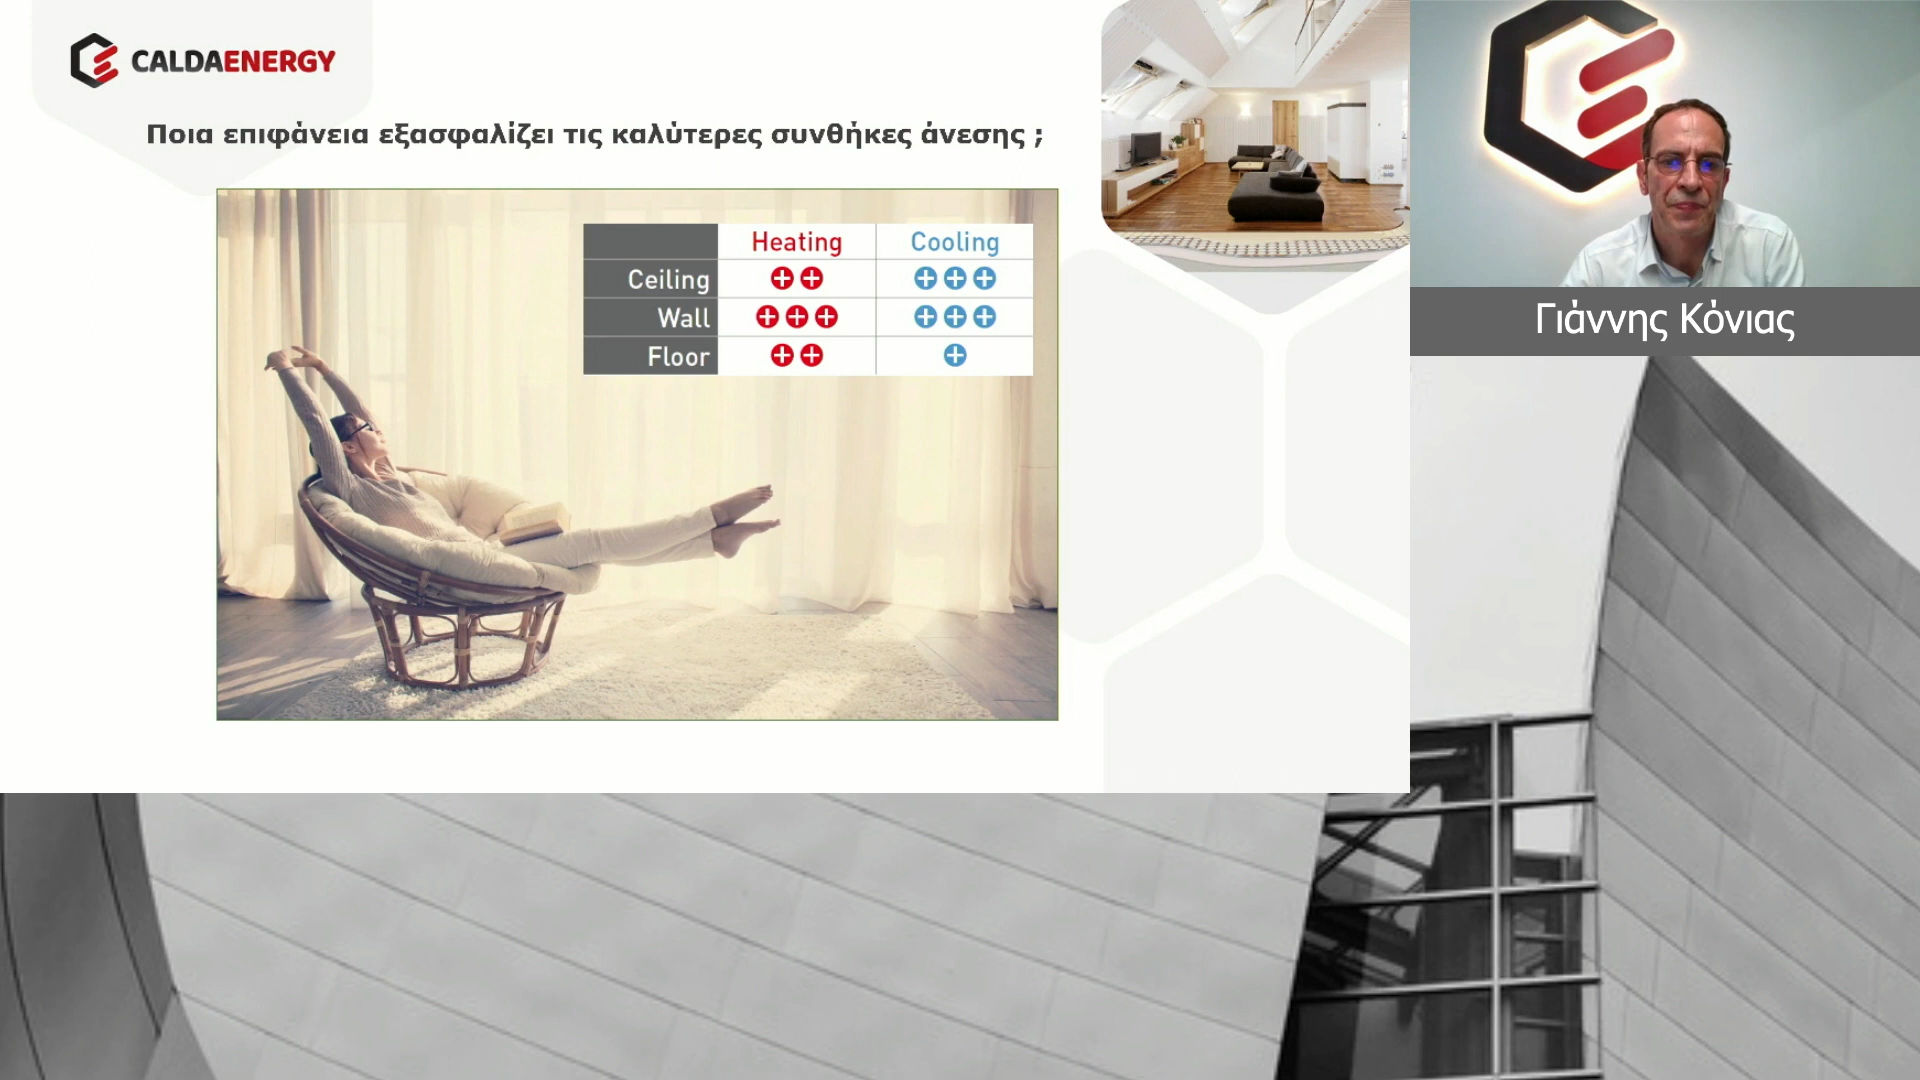 CALDAENERGY
Ποια επιφάνεια εξασφαλίζει τις καλύτερες συνθήκες άνεσης ;
Heating Cooling
Ceiling ++ +++
Wall +++ +++
Floor ++ +
Γιάννης Κόνιας